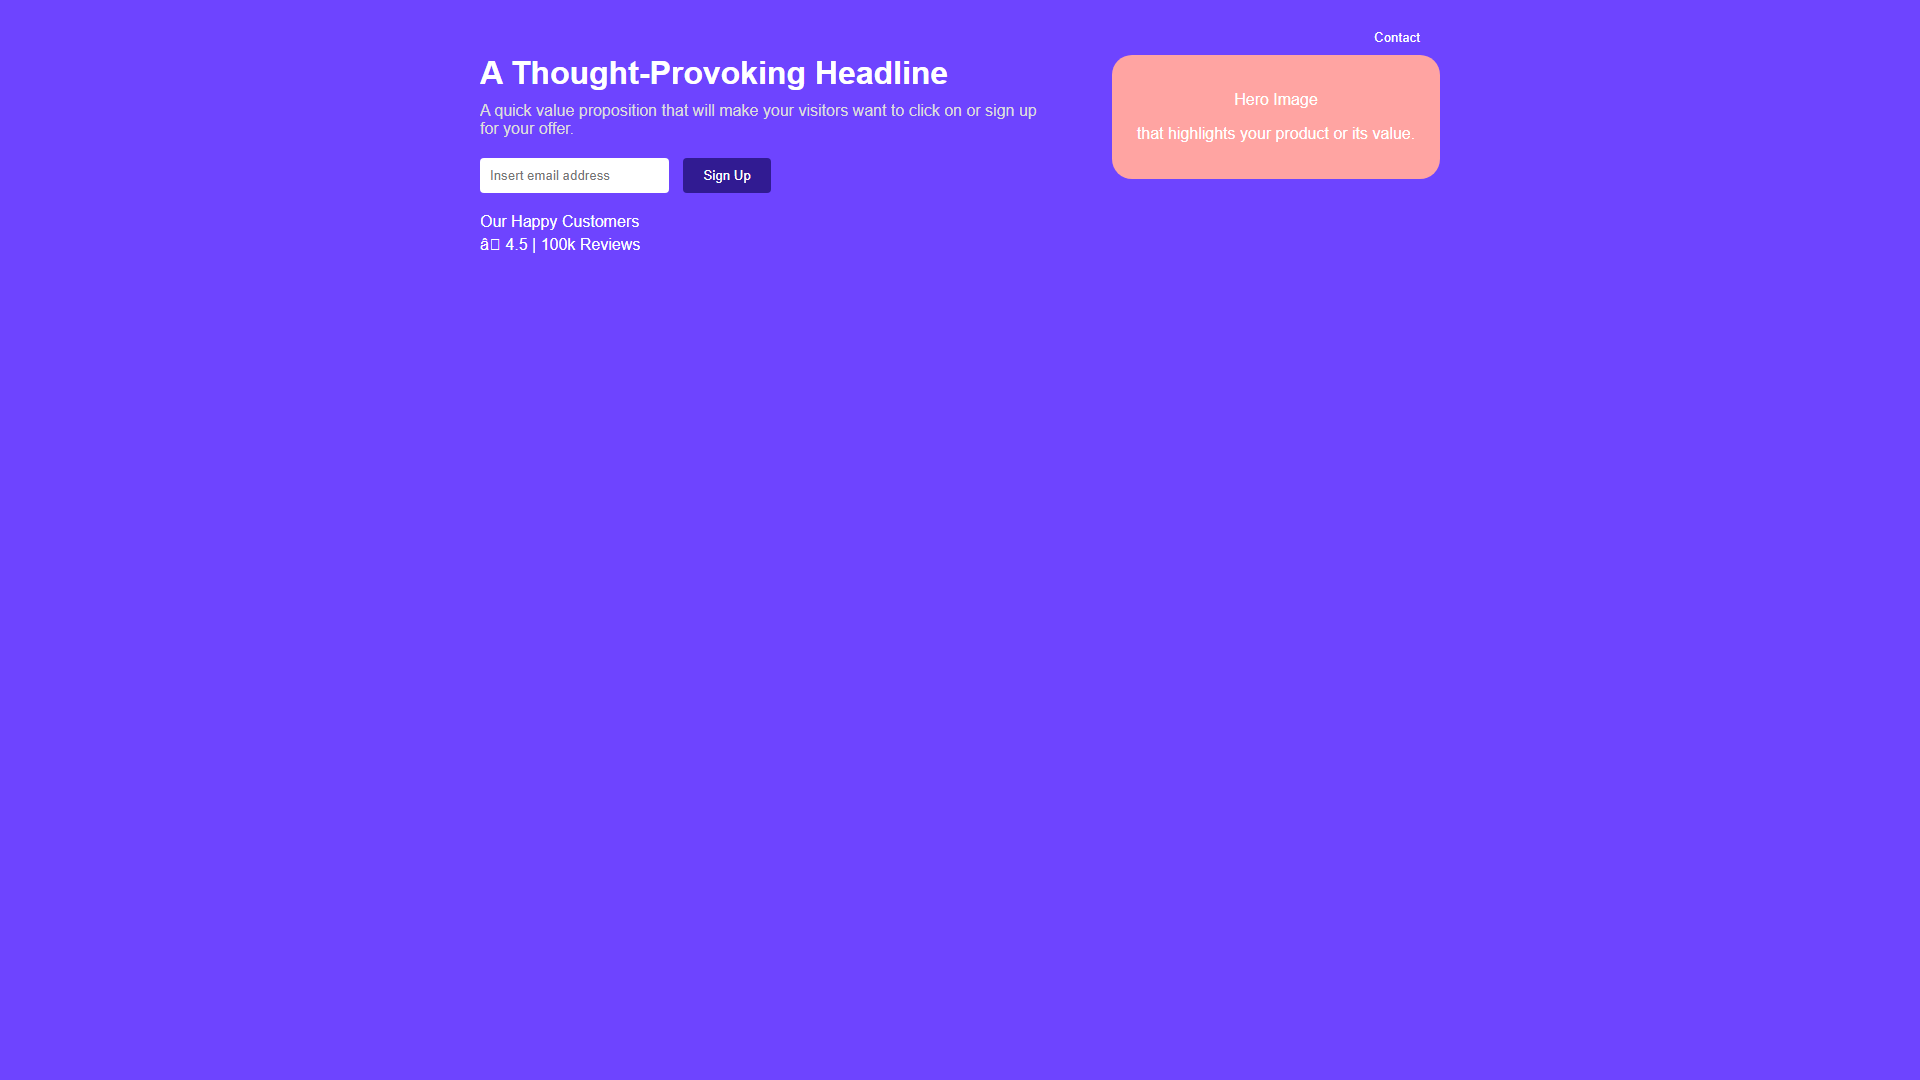 Contact
A Thought-Provoking Headline
A quick value proposition that will make your visitors want to click on or sign up
for your offer.
Hero Image
that highlights your product or its value.
Insert email address
Sign Up
Our Happy Customers
â 4.5 | 100k Reviews